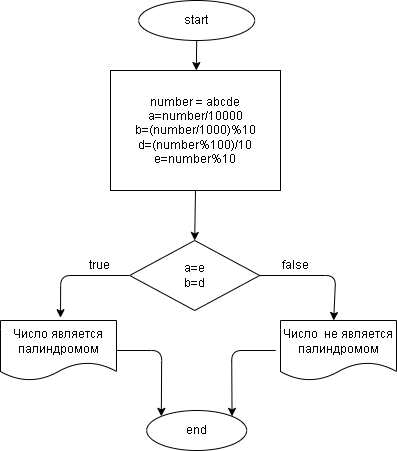 start
number = abcde
a=number/10000
b=(number/1000)%10
d=(number%100)/10
e=number%10
true
false
a=e
b=d
Число является
палиндромом
Число не является
палиндромом
end